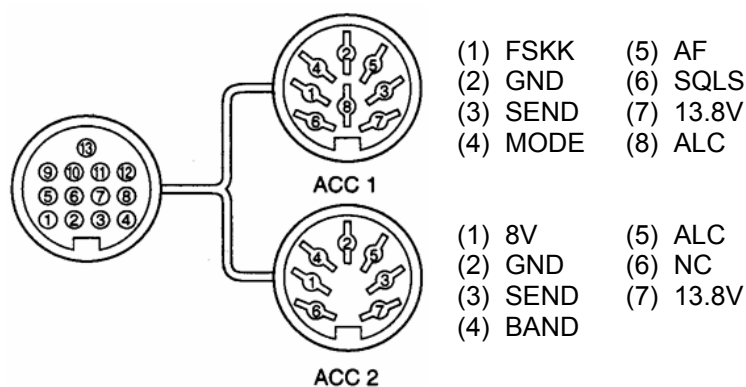 ⑬
⑨ ⑩ ⑪ ⑫
⑤ ⑥ ⑦ ⑧
① ② ③ ④
②
④ ⑤
① ③
⑧
⑥ ⑦
ACC 1
(1) FSKK (5) AF
(2) GND (6) SQLS
(3) SEND (7) 13.8V
(4) MODE (8) ALC
②
④ ⑤
① ③
⑥ ⑦
ACC 2
(1) 8V (5) ALC
(2) GND (6) NC
(3) SEND (7) 13.8V
(4) BAND